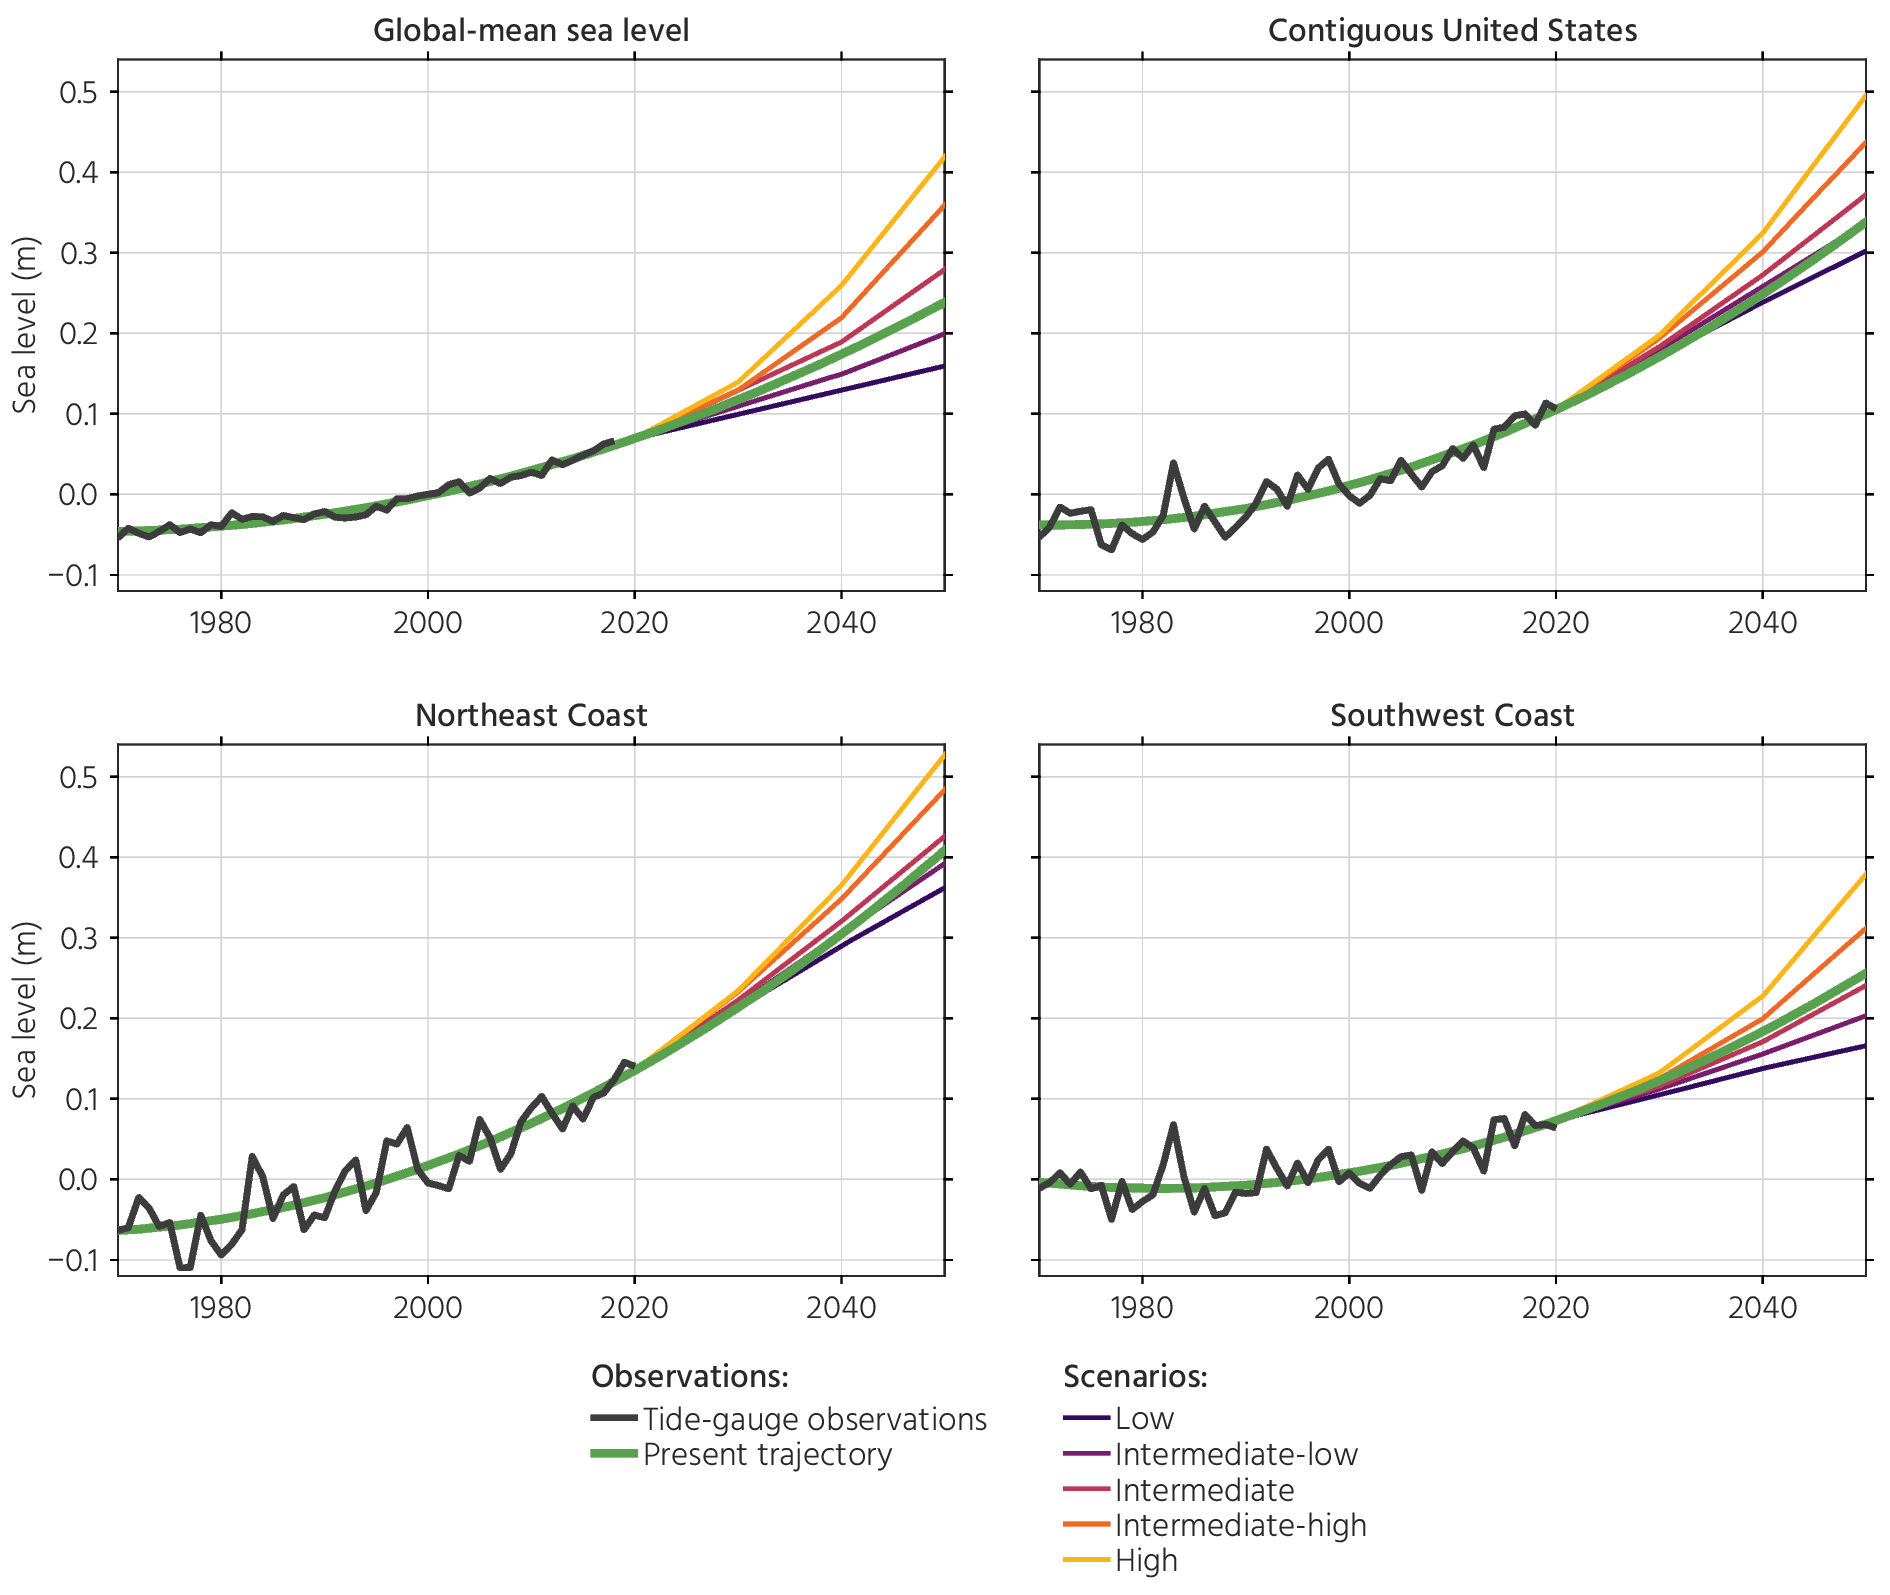 Global-mean sea level
Contiguous United States
Sea level (m)
0.5
0.4
0.3
0.2
0.1
0.0
−0.1
1980 2000 2020 2040
1980 2000 2020 2040
Northeast Coast
Southwest Coast
Sea level (m)
0.5
0.4
0.3
0.2
0.1
0.0
−0.1
1980 2000 2020 2040
1980 2000 2020 2040
Observations:
Tide-gauge observations
Present trajectory
Scenarios:
Low
Intermediate-low
Intermediate
Intermediate-high
High